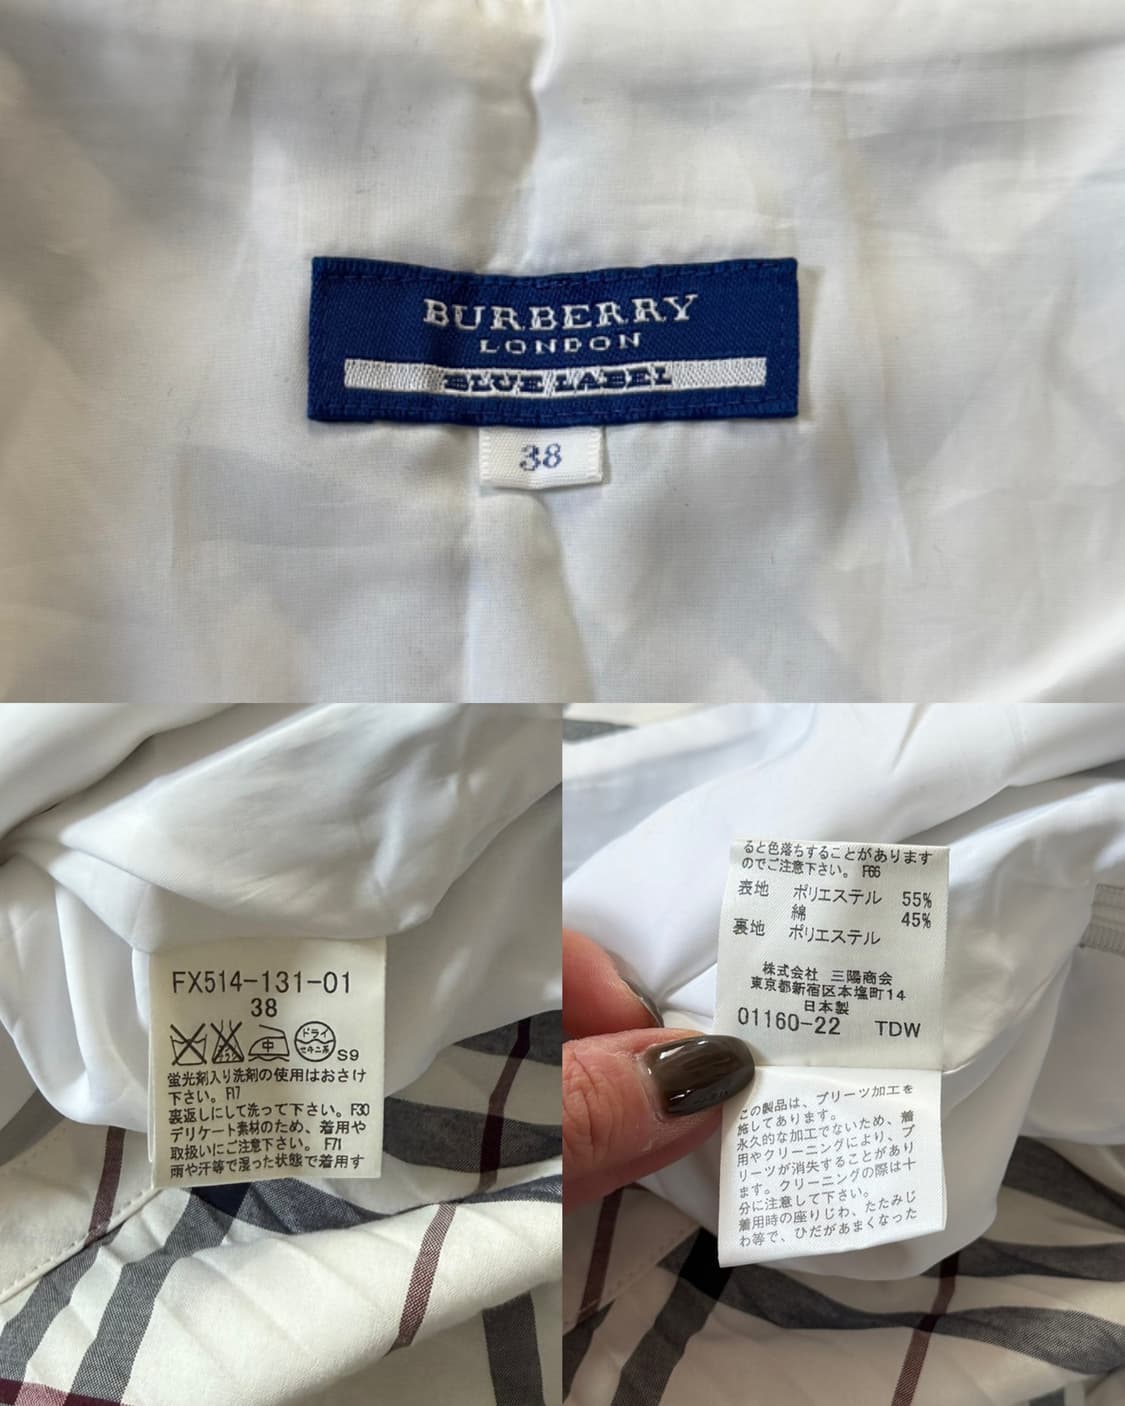 BURBERRY
LONDON
BLUE LABEL
38
FX514-131-01
38
中
ドライ
セキユ系
S9
蛍光剤入り洗剤の使用はおさけ
下さい。F17
裏返しにして洗って下さい。F30
デリケート素材のため、着用や
取扱いにご注意下さい。 F71
雨や汗等で湿った状態で着用す
ると色落ちすることがあります
のでご注意下さい。 F66
表地 ポリエステル 55%
綿 45%
裏地 ポリエステル
株式会社 三陽商会
東京都新宿区本塩町14
日本製
01160-22 TDW
この製品は、プリーツ加工を
施してあります。
永久的な加工でないため、着
用やクリーニングにより、プ
リーツが消失することがあり
ます。クリーニングの際は十
分に注意して下さい。
着用時の座りじわ、たたみじ
わ等で、ひだがあまくなった